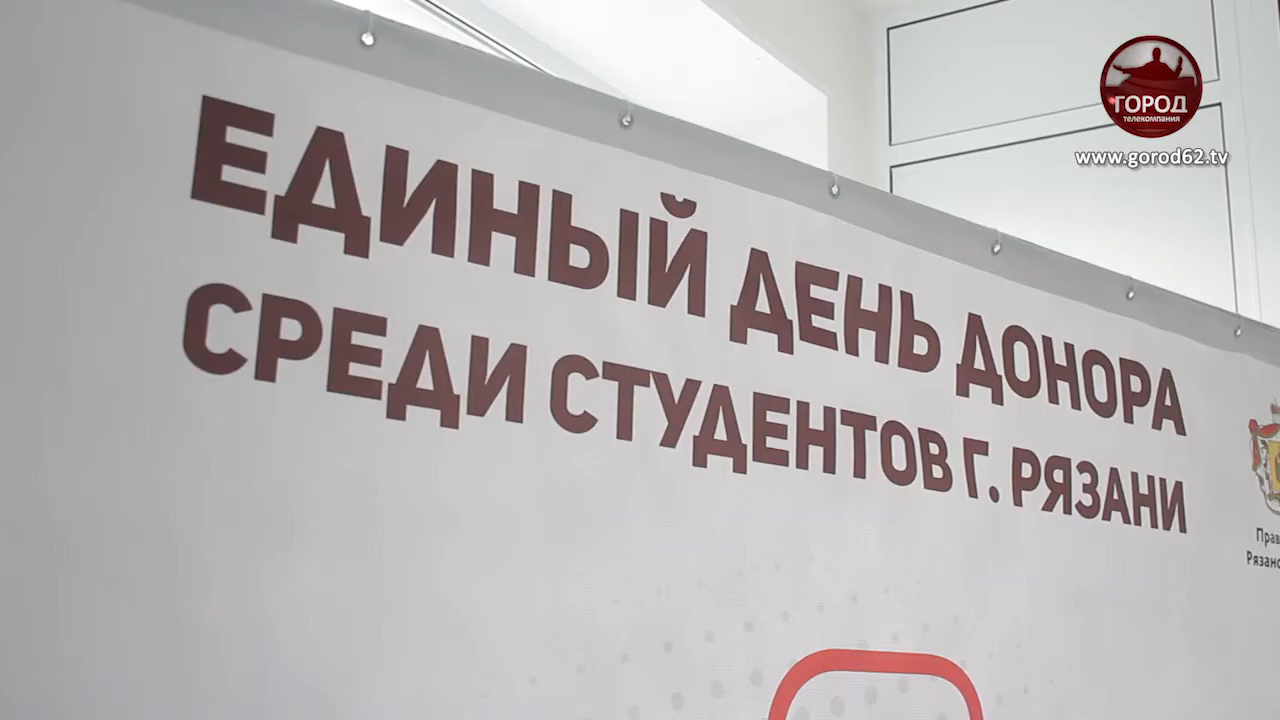 ЕДИНЫЙ ДЕНЬ ДОНОРА
СРЕДИ СТУДЕНТОВ Г. РЯЗАНИ
ГОРОД
телекомпания
www.gorod62.tv